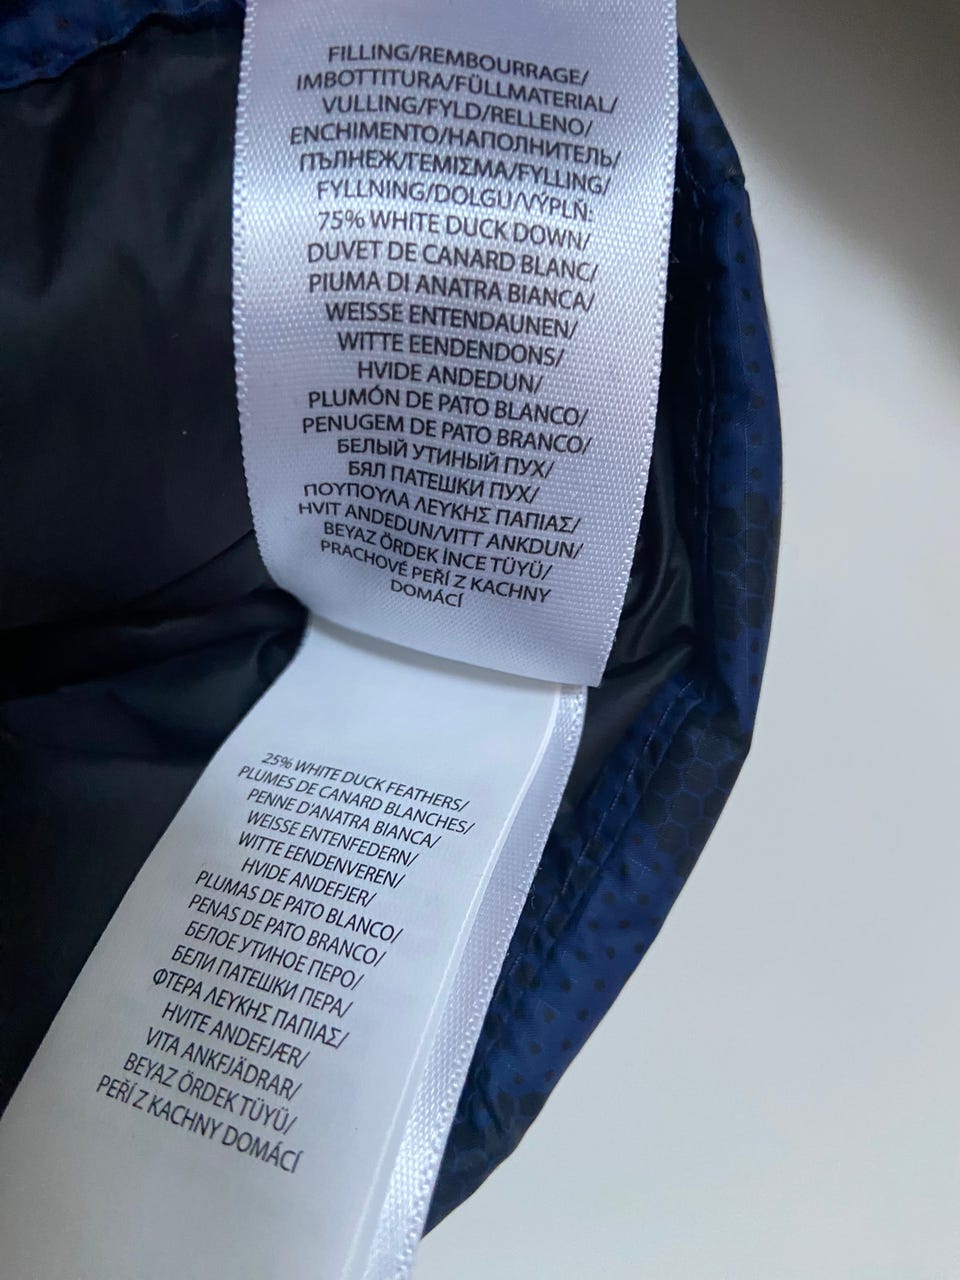 FILLING/REMBOURRAGE/
IMBOTTITURA/FÜLLMATERIAL/
VULLING/FYLD/RELLENO/
ENCHIMENTO/НАПОЛНИТЕЛЬ/
ПЪЛНЕЖ/ΓΕΜΙΣΜΑ/FYLLING/
FYLLNING/DOLGU/VÝPLŇ:
75% WHITE DUCK DOWN/
DUVET DE CANARD BLANC/
PIUMA DI ANATRA BIANCA/
WEISSE ENTENDAUNEN/
WITTE EENDENDONS/
HVIDE ANDEDUN/
PLUMÓN DE PATO BLANCO/
PENUGEM DE PATO BRANCO/
БЕЛЫЙ УТИНЫЙ ПУХ/
БЯЛ ПАТЕШКИ ПУХ/
ΠΟΥΠΟΥΛΑ ΛΕΥΚΗΣ ΠΑΠΙΑΣ/
HVIT ANDEDUN/VITT ANKDUN/
BEYAZ ÖRDEK İNCE TÜYÜ/
PRACHOVÉ PEŘÍ Z KACHNY
DOMÁCÍ
25% WHITE DUCK FEATHERS/
PLUMES DE CANARD BLANCHES/
PENNE D'ANATRA BIANCA/
WEISSE ENTENFEDERN/
WITTE EENDENVEREN/
HVIDE ANDEFJER/
PLUMAS DE PATO BLANCO/
PENAS DE PATO BRANCO/
БЕЛОЕ УТИНОЕ ПЕРО/
БЕЛИ ПАТЕШКИ ПЕРА/
ΦΤΕΡΑ ΛΕΥΚΗΣ ΠΑΠΙΑΣ/
HVITE ANDEFJÆR/
VITA ANKFJÄDRAR/
BEYAZ ÖRDEK TÜYÜ/
PEŘÍ Z KACHNY DOMÁCÍ